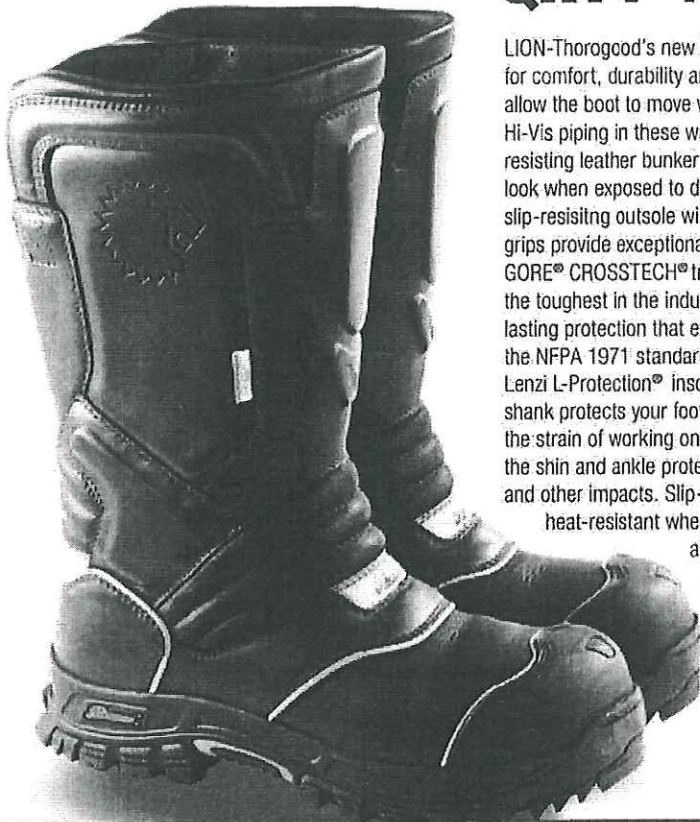 LION-Thorogood's new
for comfort, durability a
allow the boot to move
Hi-Vis piping in these w
resisting leather bunker
look when exposed to d
slip-resisitng outsole wi
grips provide exceptiona
GORE® CROSSTECH® t
the toughest in the indu
lasting protection that e
the NFPA 1971 standar
Lenzi L-Protection® inso
shank protects your foo
the strain of working on
the shin and ankle prote
and other impacts. Slip-
heat-resistant whe
a